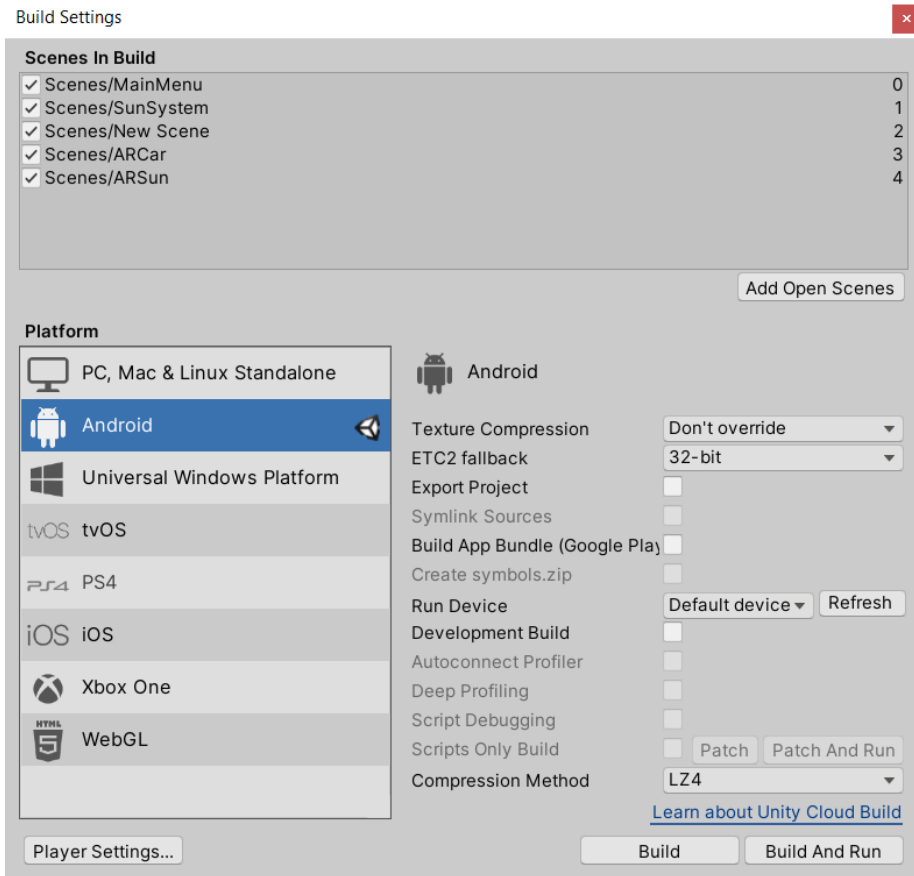 Build Settings
×
Scenes In Build
Scenes/MainMenu 0
Scenes/SunSystem 1
Scenes/New Scene 2
Scenes/ARCar 3
Scenes/ARSun 4
Add Open Scenes
Platform
PC, Mac & Linux Standalone
Android
Universal Windows Platform
tvOS tvOS
PS4 PS4
iOS iOS
Xbox One
HTML 5 WebGL
Android
Texture Compression Don't override
ETC2 fallback 32-bit
Export Project
Symlink Sources
Build App Bundle (Google Play
Create symbols.zip
Run Device Default device Refresh
Development Build
Autoconnect Profiler
Deep Profiling
Script Debugging
Scripts Only Build Patch Patch And Run
Compression Method LZ4
Learn about Unity Cloud Build
Player Settings... Build Build And Run